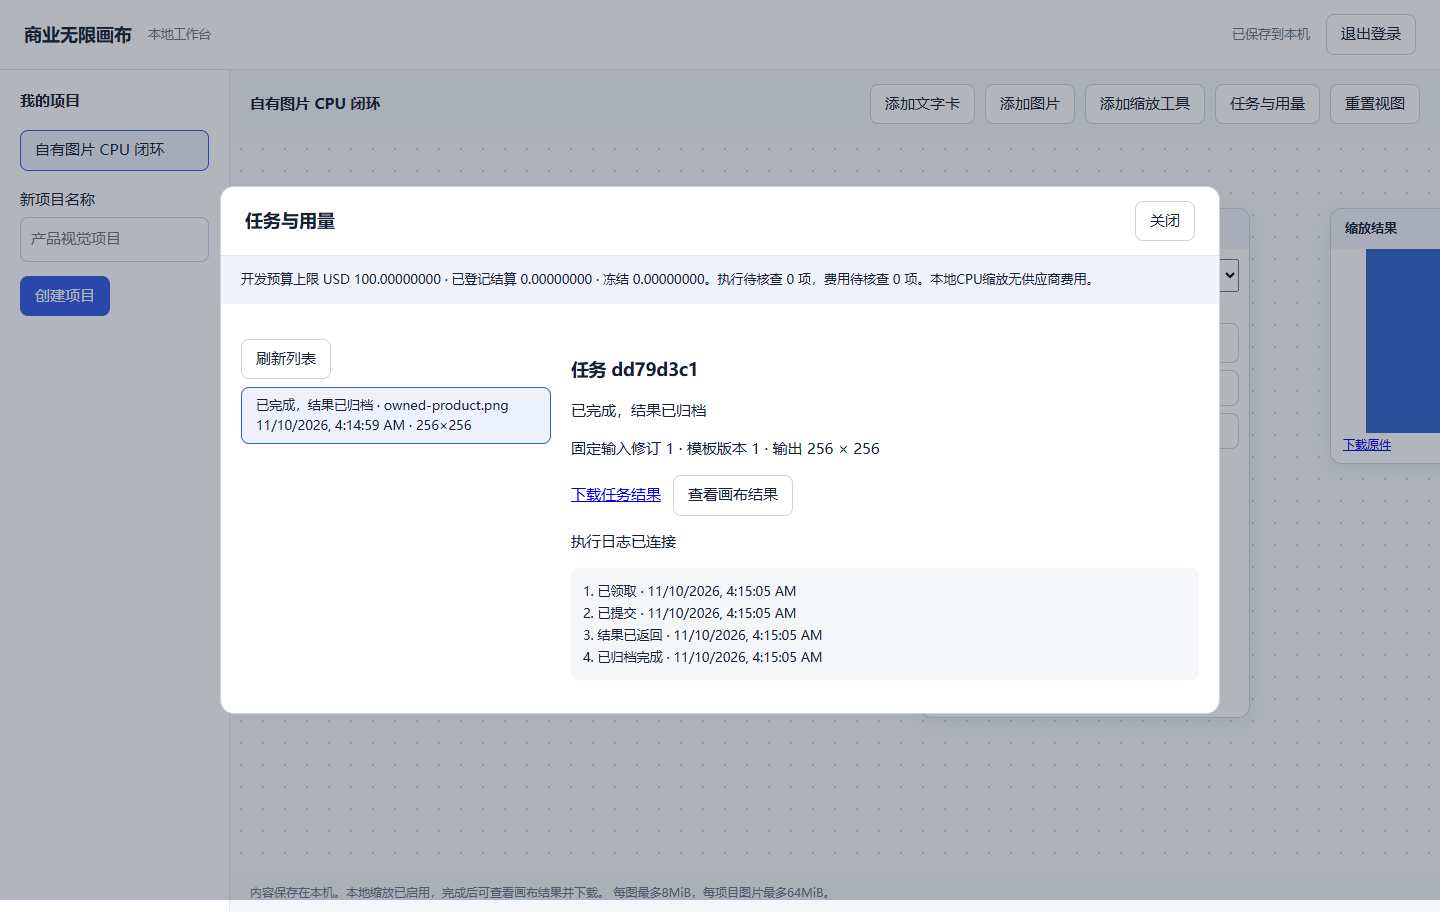 商业无限画布 本地工作台 已保存到本机 退出登录
我的项目
自有图片 CPU 闭环
新项目名称
产品视觉项目
创建项目
自有图片 CPU 闭环 添加文字卡 添加图片 添加缩放工具 任务与用量 重置视图
任务与用量 关闭
开发预算上限 USD 100.00000000 · 已登记结算 0.00000000 · 冻结 0.00000000。执行待核查 0 项，费用待核查 0 项。本地CPU缩放无供应商费用。
刷新列表
已完成，结果已归档 · owned-product.png
11/10/2026, 4:14:59 AM · 256×256
任务 dd79d3c1
已完成，结果已归档
固定输入修订 1 · 模板版本 1 · 输出 256 × 256
下载任务结果 查看画布结果
执行日志已连接
1. 已领取 · 11/10/2026, 4:15:05 AM
2. 已提交 · 11/10/2026, 4:15:05 AM
3. 结果已返回 · 11/10/2026, 4:15:05 AM
4. 已归档完成 · 11/10/2026, 4:15:05 AM
缩放结果
下载原件
内容保存在本机。本地缩放已启用，完成后可查看画布结果并下载。 每图最多8MiB，每项目图片最多64MiB。